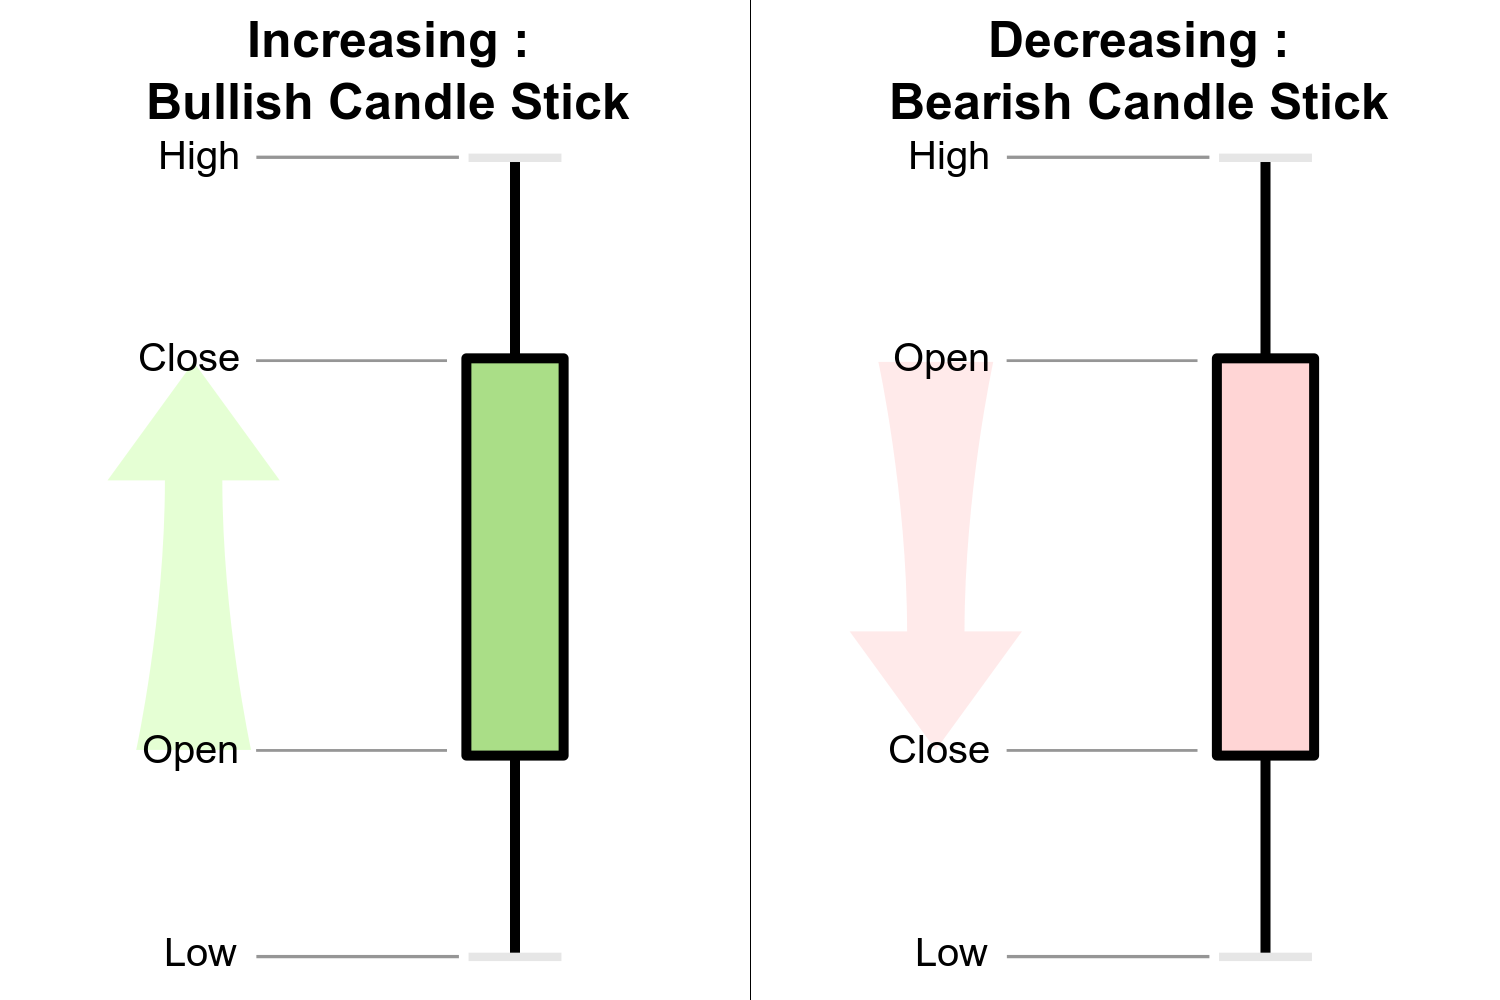 Increasing :
Bullish Candle Stick
High
Close
Open
Low
Decreasing :
Bearish Candle Stick
High
Open
Close
Low